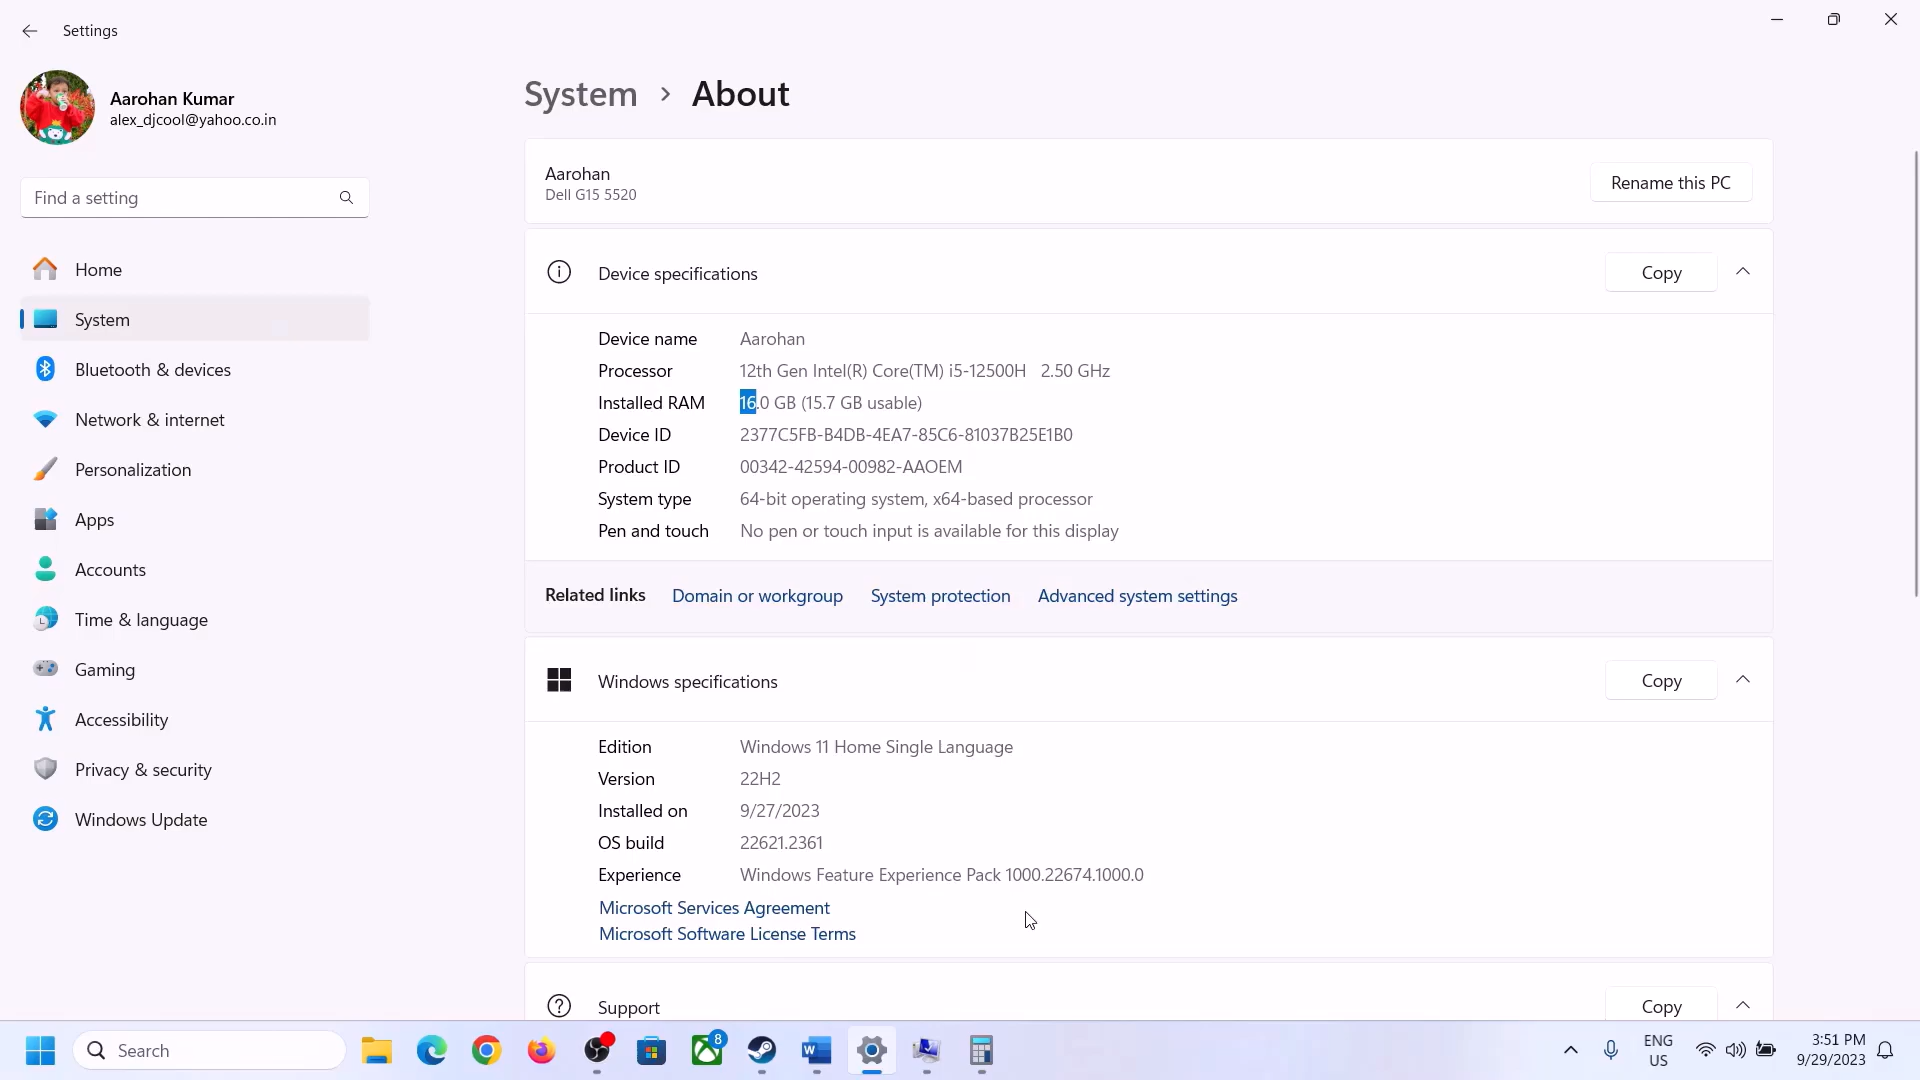 Settings
Aarohan Kumar
alex_djcool@yahoo.co.in
Find a setting
Home
System
Bluetooth & devices
Network & internet
Personalization
Apps
Accounts
Time & language
Gaming
Accessibility
Privacy & security
Windows Update
System > About
Aarohan
Dell G15 5520
Rename this PC
Device specifications
Copy
Device name Aarohan
Processor 12th Gen Intel(R) Core(TM) i5-12500H 2.50 GHz
Installed RAM 16.0 GB (15.7 GB usable)
Device ID 2377C5FB-B4DB-4EA7-85C6-81037B25E1B0
Product ID 00342-42594-00982-AAOEM
System type 64-bit operating system, x64-based processor
Pen and touch No pen or touch input is available for this display
Related links Domain or workgroup System protection Advanced system settings
Windows specifications
Copy
Edition Windows 11 Home Single Language
Version 22H2
Installed on 9/27/2023
OS build 22621.2361
Experience Windows Feature Experience Pack 1000.22674.1000.0
Microsoft Services Agreement
Microsoft Software License Terms
Support
Copy
Search
8
W
ENG
US
3:51 PM
9/29/2023